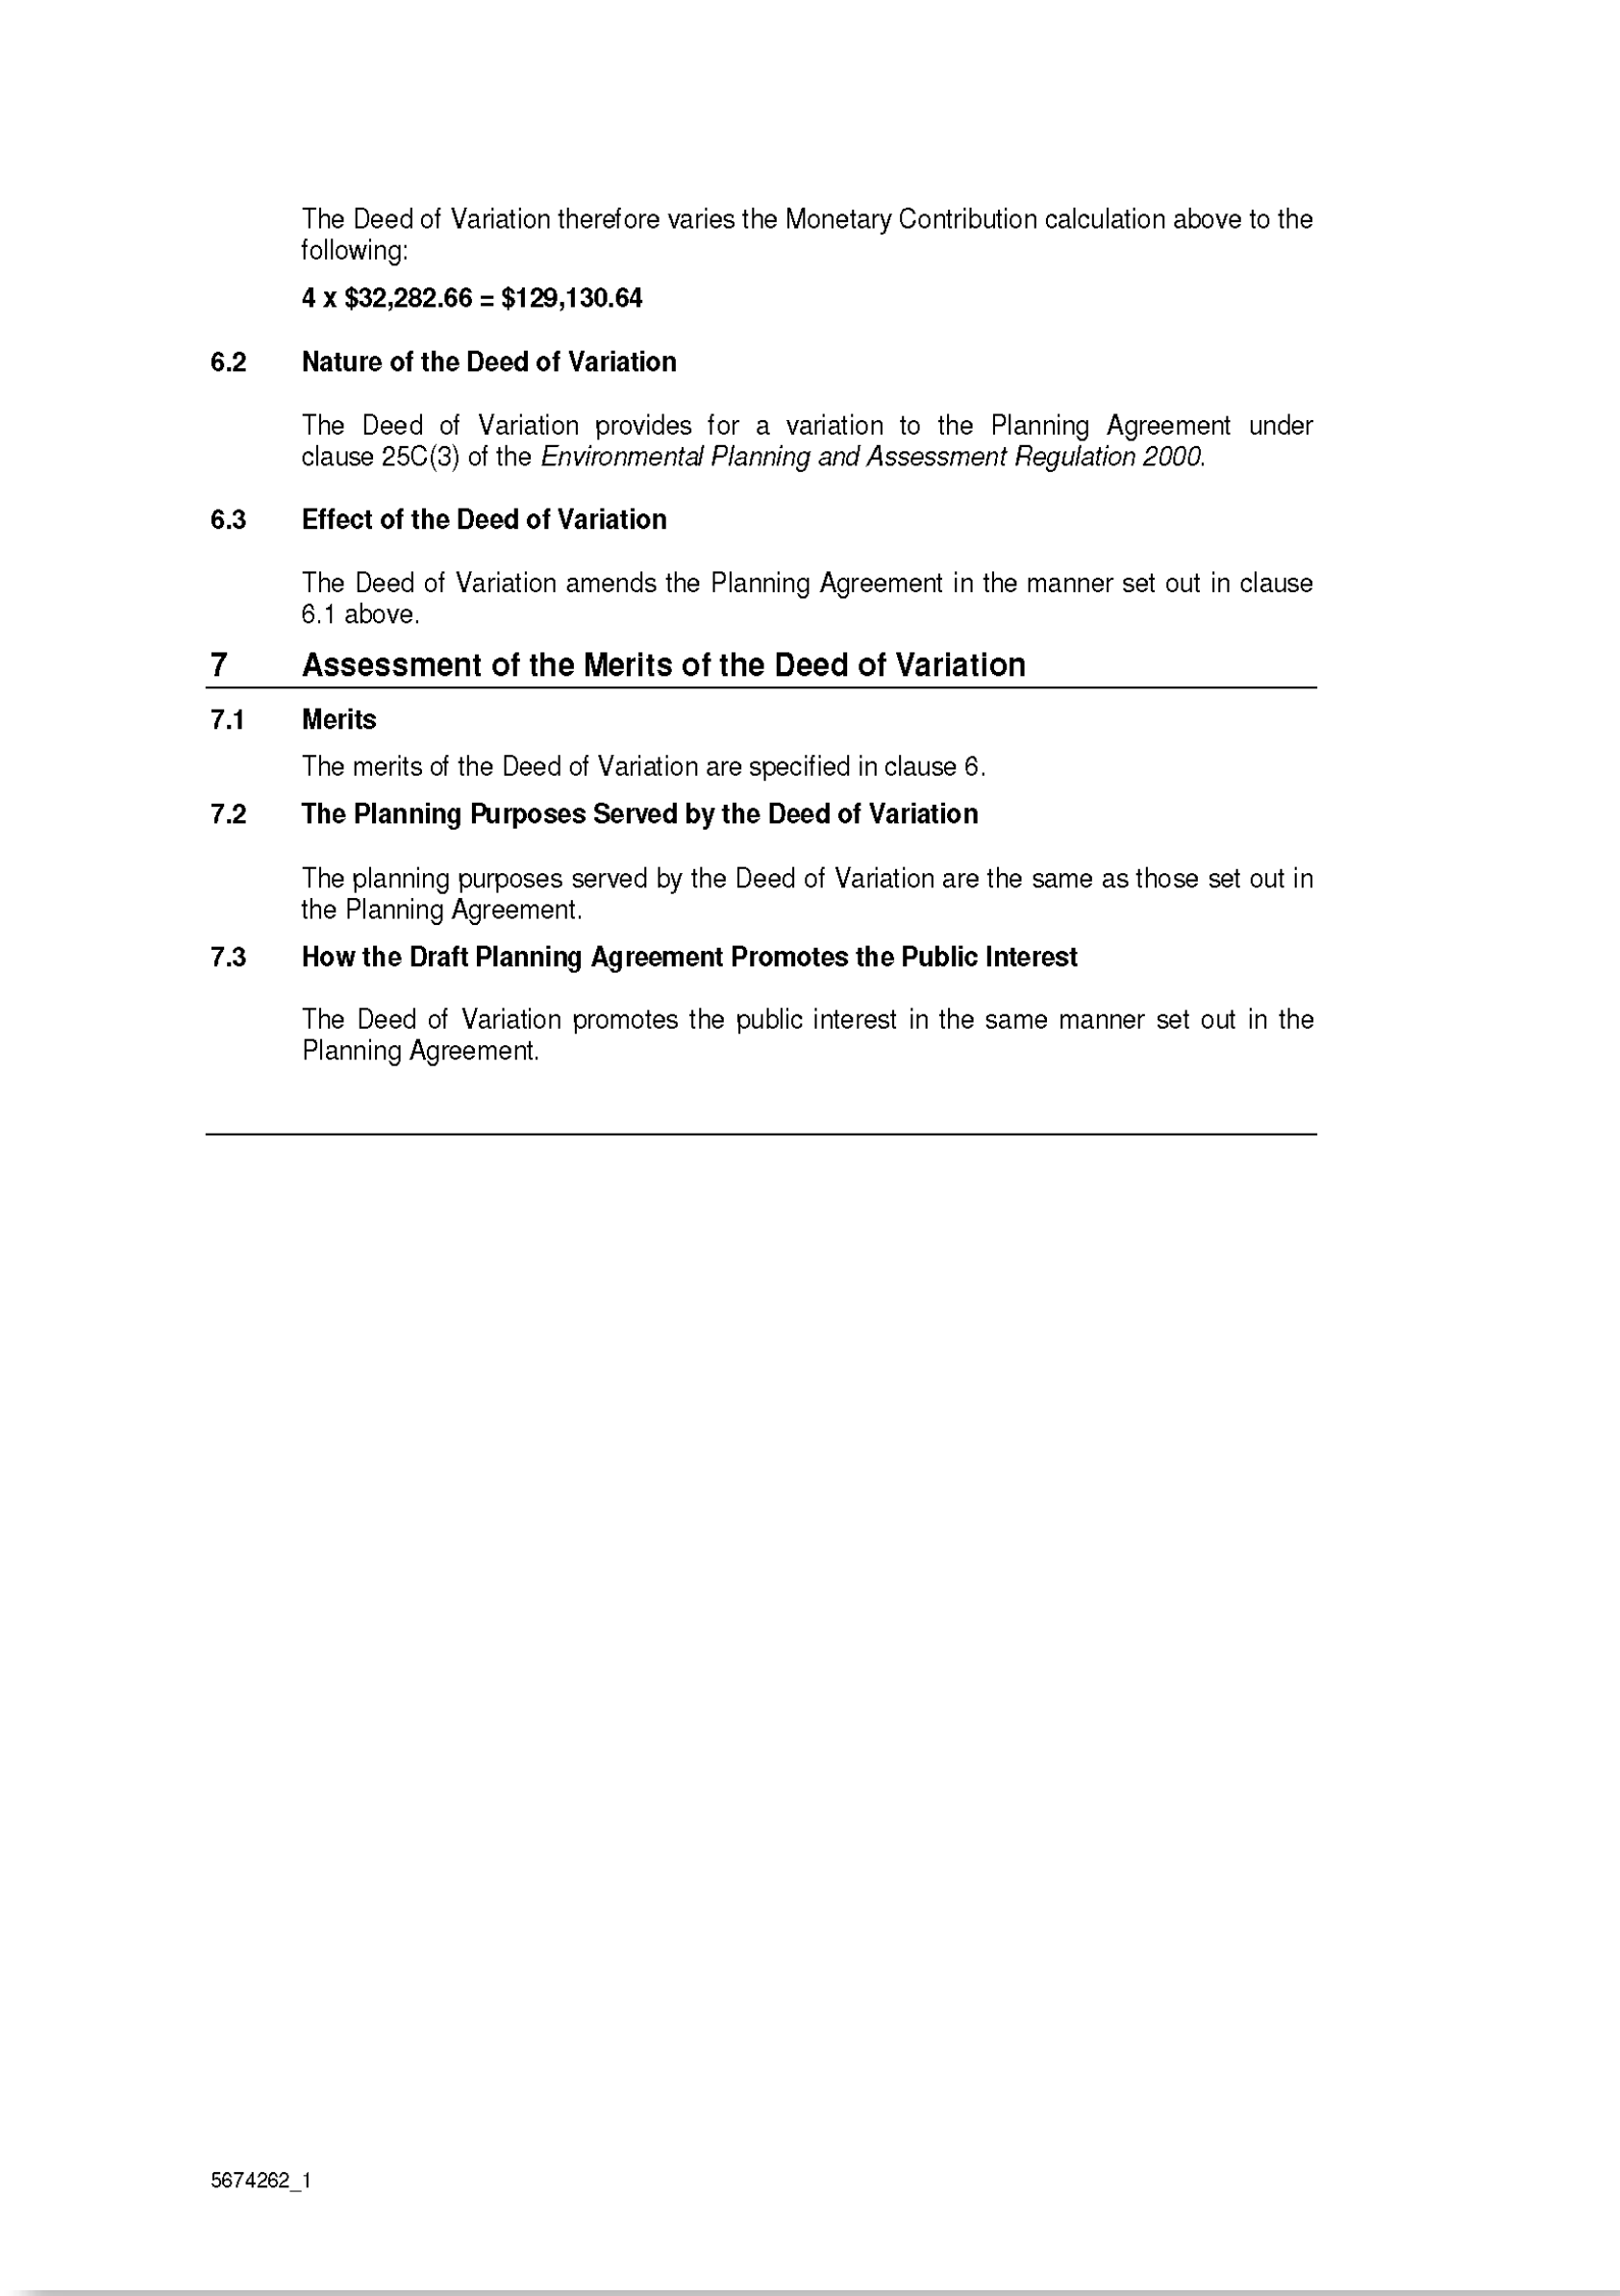 The Deed of Variation therefore varies the Monetary Contribution calculation above to the
following:
4 x $32,282.66 = $129,130.64
6.2 Nature of the Deed of Variation
The Deed of Variation provides for a variation to the Planning Agreement under
clause 25C(3) of the Environmental Planning and Assessment Regulation 2000.
6.3 Effect of the Deed of Variation
The Deed of Variation amends the Planning Agreement in the manner set out in clause
6.1 above.
7 Assessment of the Merits of the Deed of Variation
7.1 Merits
The merits of the Deed of Variation are specified in clause 6.
7.2 The Planning Purposes Served by the Deed of Variation
The planning purposes served by the Deed of Variation are the same as those set out in
the Planning Agreement.
7.3 How the Draft Planning Agreement Promotes the Public Interest
The Deed of Variation promotes the public interest in the same manner set out in the
Planning Agreement.
5674262_1